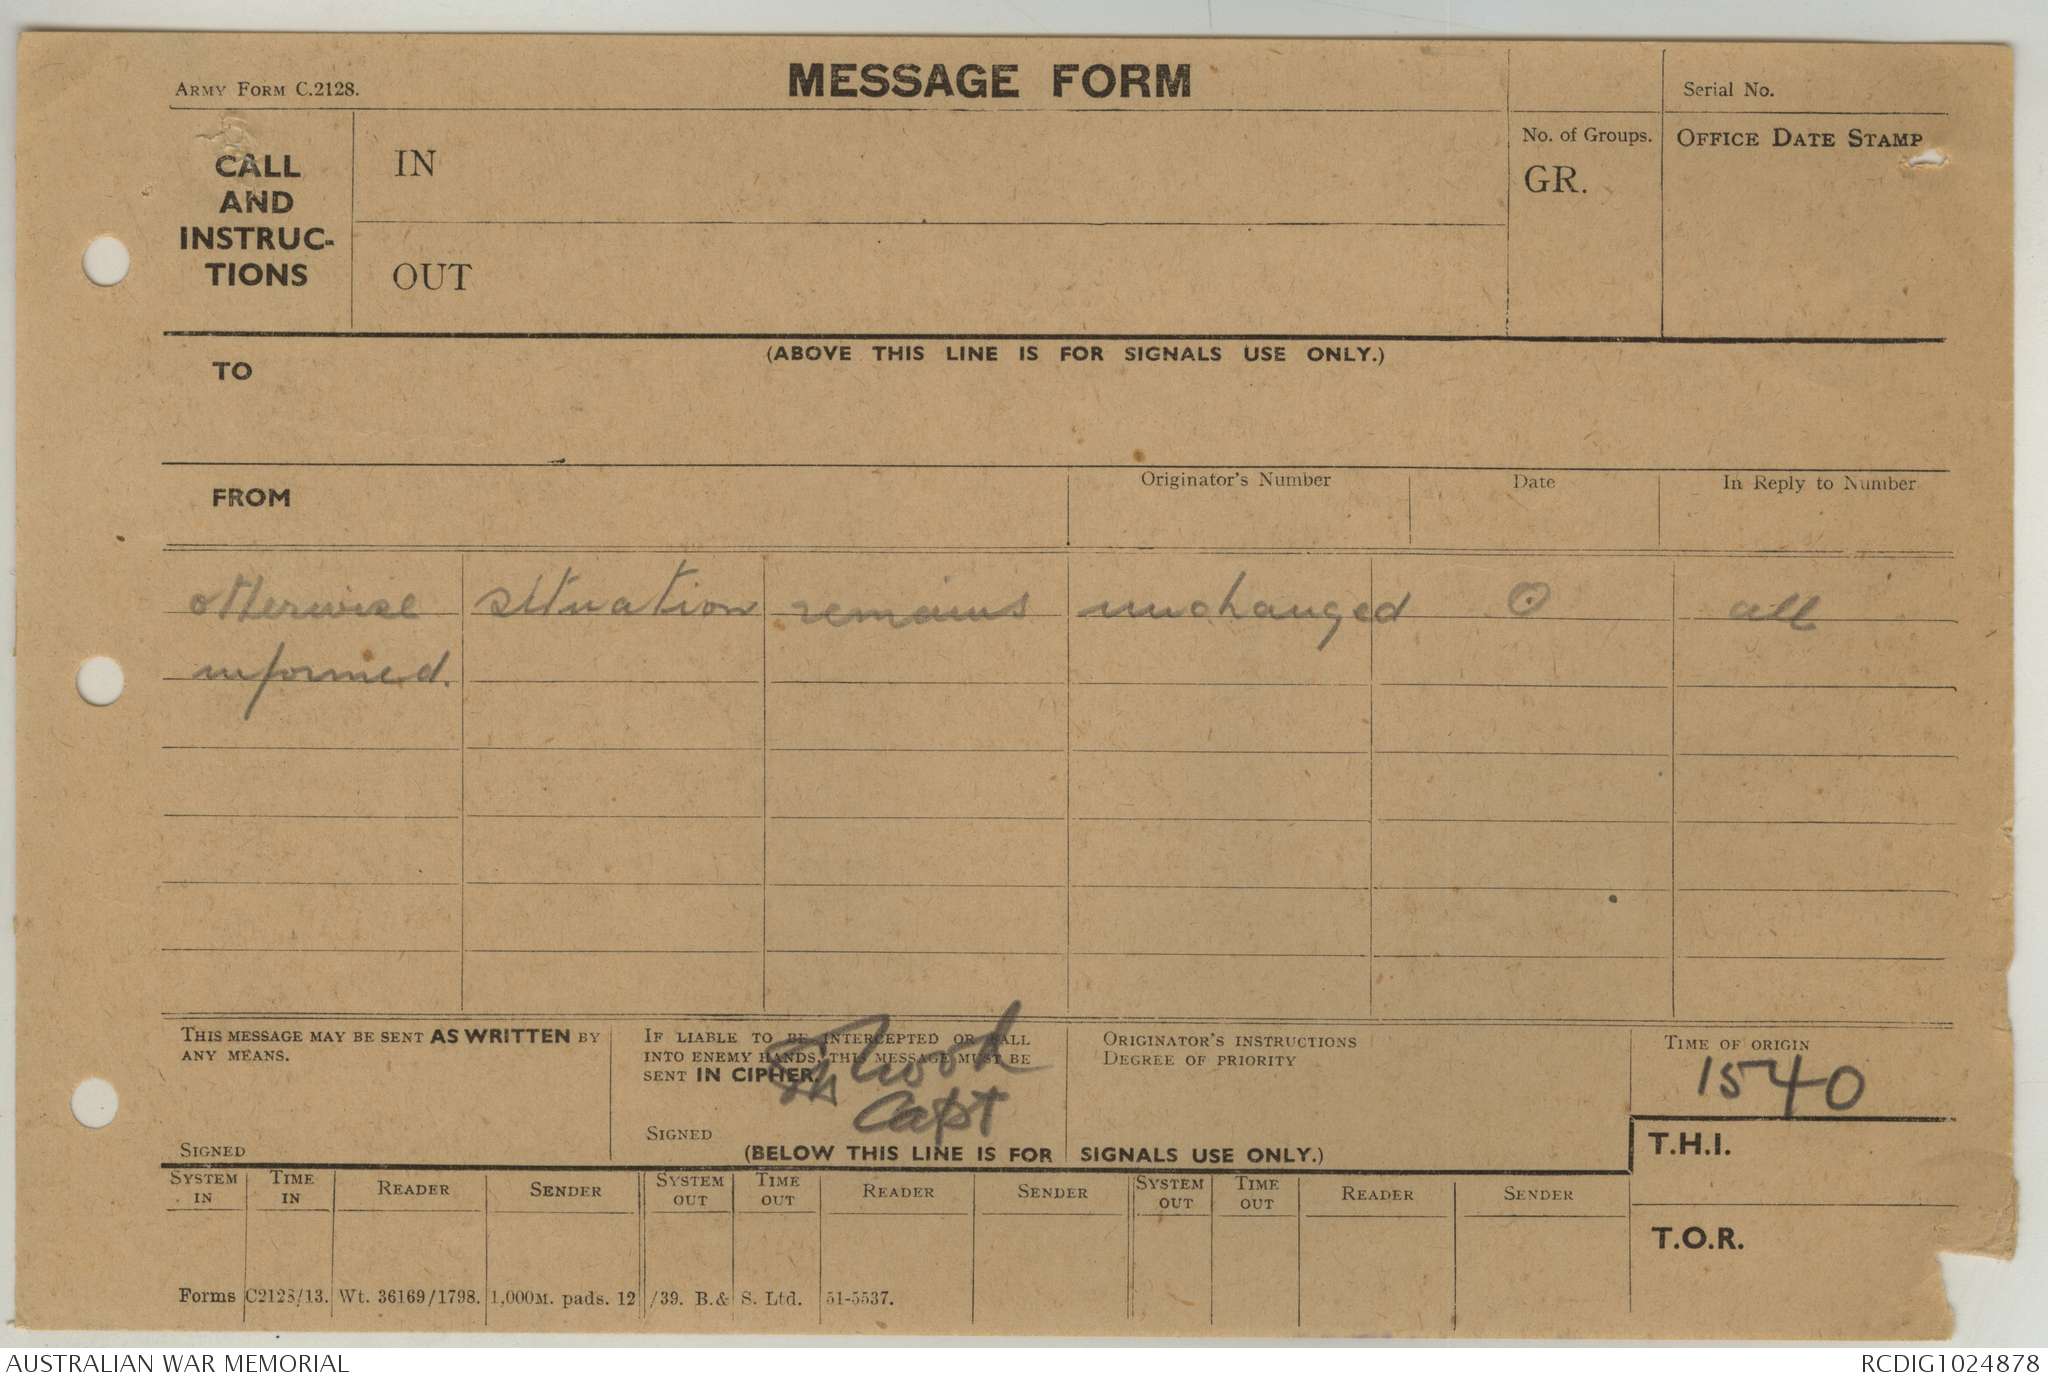 ARMY FORM C.2128.
MESSAGE FORM
Serial No.
CALL
AND
INSTRUC-
TIONS
IN
OUT
No. of Groups.
GR.
OFFICE DATE STAMP
(ABOVE THIS LINE IS FOR SIGNALS USE ONLY.)
TO
FROM
Originator's Number
Date
In Reply to Number
otherwise situation remains unchanged ⊙ all
informed.
THIS MESSAGE MAY BE SENT AS WRITTEN BY
ANY MEANS.
SIGNED
IF LIABLE TO BE INTERCEPTED OR FALL
INTO ENEMY HANDS, THIS MESSAGE MUST BE
SENT IN CIPHER.
Capt
SIGNED
ORIGINATOR'S INSTRUCTIONS
DEGREE OF PRIORITY
TIME OF ORIGIN
1540
(BELOW THIS LINE IS FOR SIGNALS USE ONLY.)
T.H.I.
T.O.R.
SYSTEM IN
TIME IN
READER
SENDER
SYSTEM OUT
TIME OUT
READER
SENDER
SYSTEM OUT
TIME OUT
READER
SENDER
Forms C2128/13. Wt. 36169/1798. 1,000M. pads. 12/39. B.& S. Ltd. 51-5537.
AUSTRALIAN WAR MEMORIAL
RCDIG1024878